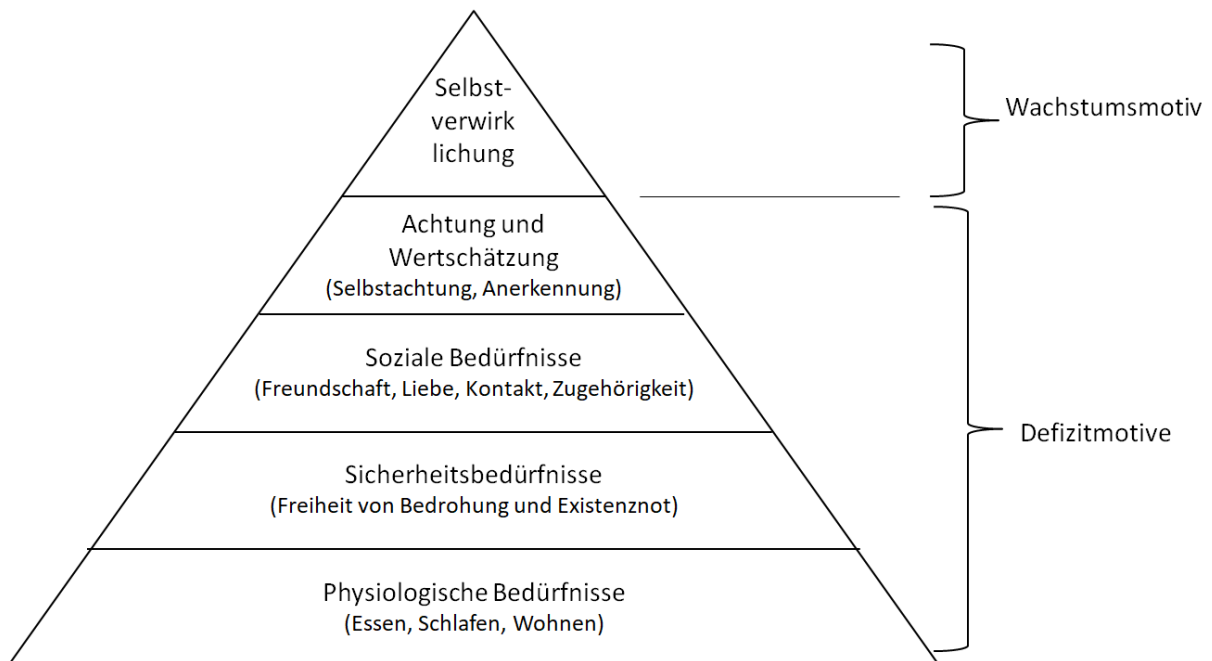 Selbst-
verwirk
lichung
Wachstumsmotiv
Achtung und
Wertschätzung
(Selbstachtung, Anerkennung)
Soziale Bedürfnisse
(Freundschaft, Liebe, Kontakt, Zugehörigkeit)
Defizitmotive
Sicherheitsbedürfnisse
(Freiheit von Bedrohung und Existenznot)
Physiologische Bedürfnisse
(Essen, Schlafen, Wohnen)